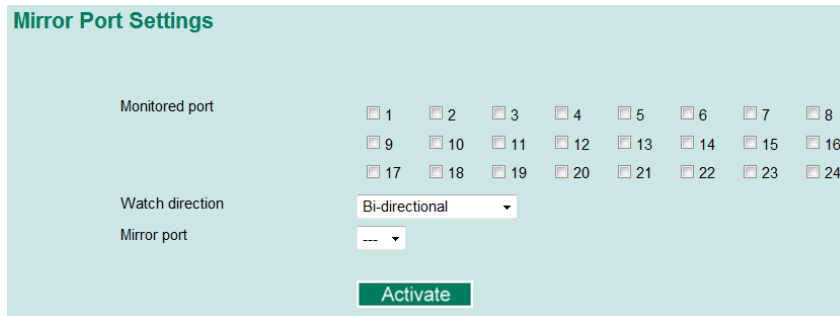 Mirror Port Settings
Monitored port
1 2 3 4 5 6 7 8
9 10 11 12 13 14 15 16
17 18 19 20 21 22 23 24
Watch direction Bi-directional
Mirror port ---
Activate